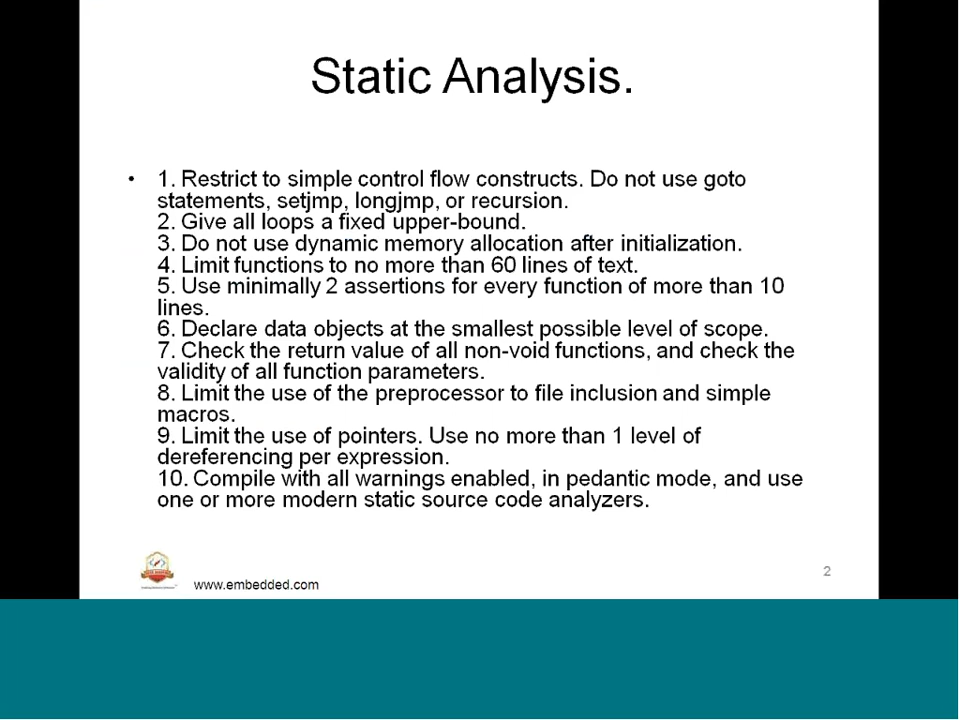 Static Analysis.
• 1. Restrict to simple control flow constructs. Do not use goto
statements, setjmp, longjmp, or recursion.
2. Give all loops a fixed upper-bound.
3. Do not use dynamic memory allocation after initialization.
4. Limit functions to no more than 60 lines of text.
5. Use minimally 2 assertions for every function of more than 10
lines.
6. Declare data objects at the smallest possible level of scope.
7. Check the return value of all non-void functions, and check the
validity of all function parameters.
8. Limit the use of the preprocessor to file inclusion and simple
macros.
9. Limit the use of pointers. Use no more than 1 level of
dereferencing per expression.
10. Compile with all warnings enabled, in pedantic mode, and use
one or more modern static source code analyzers.
www.embedded.com
2